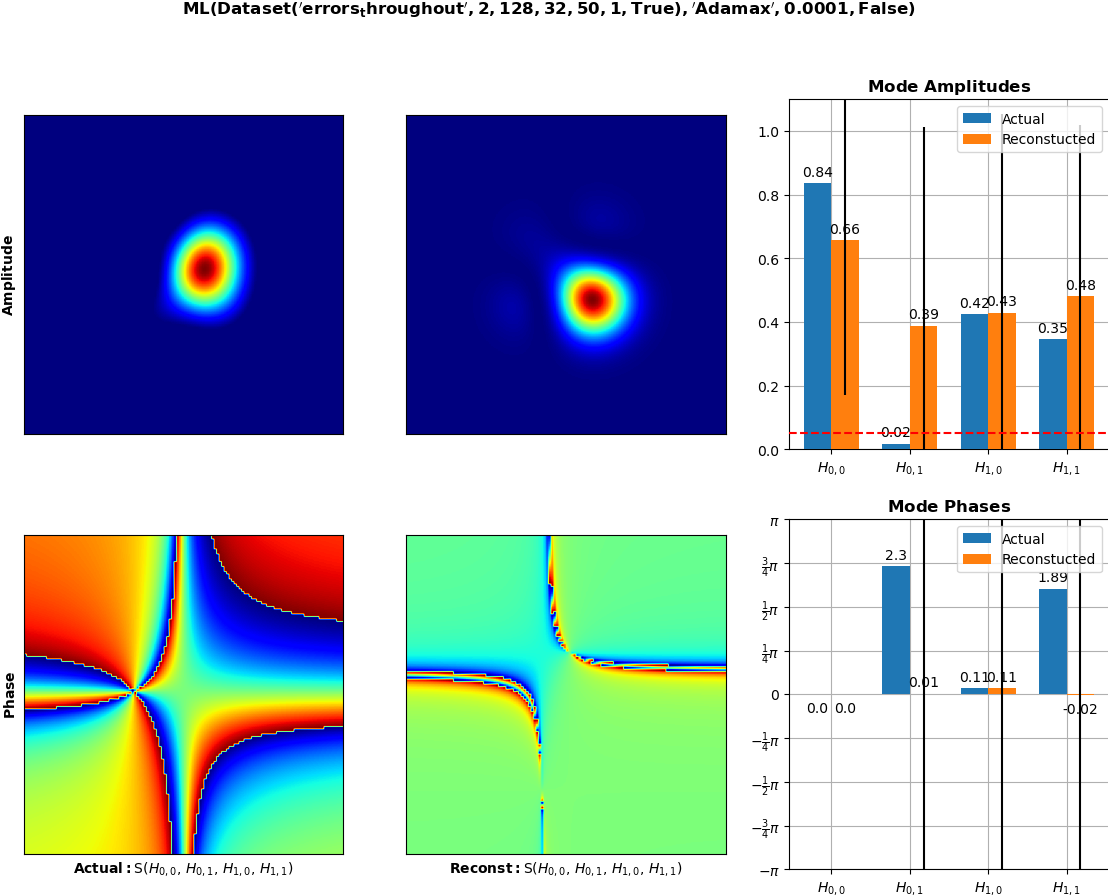 ML(Dataset('errors_throughout', 2, 128, 32, 50, 1, True), 'Adamax', 0.0001, False)
Mode Amplitudes
Actual
Reconstucted
1.0
0.8
0.6
0.4
0.2
0.0
0.84
0.66
0.02
0.39
0.42
0.43
0.35
0.48
H0,0
H0,1
H1,0
H1,1
Amplitude
Mode Phases
Actual
Reconstucted
π
3/4π
1/2π
1/4π
0
−1/4π
−1/2π
−3/4π
−π
0.0
0.0
2.3
0.01
0.11
0.11
1.89
-0.02
H0,0
H0,1
H1,0
H1,1
Phase
Actual: S(H0,0, H0,1, H1,0, H1,1)
Reconst: S(H0,0, H0,1, H1,0, H1,1)